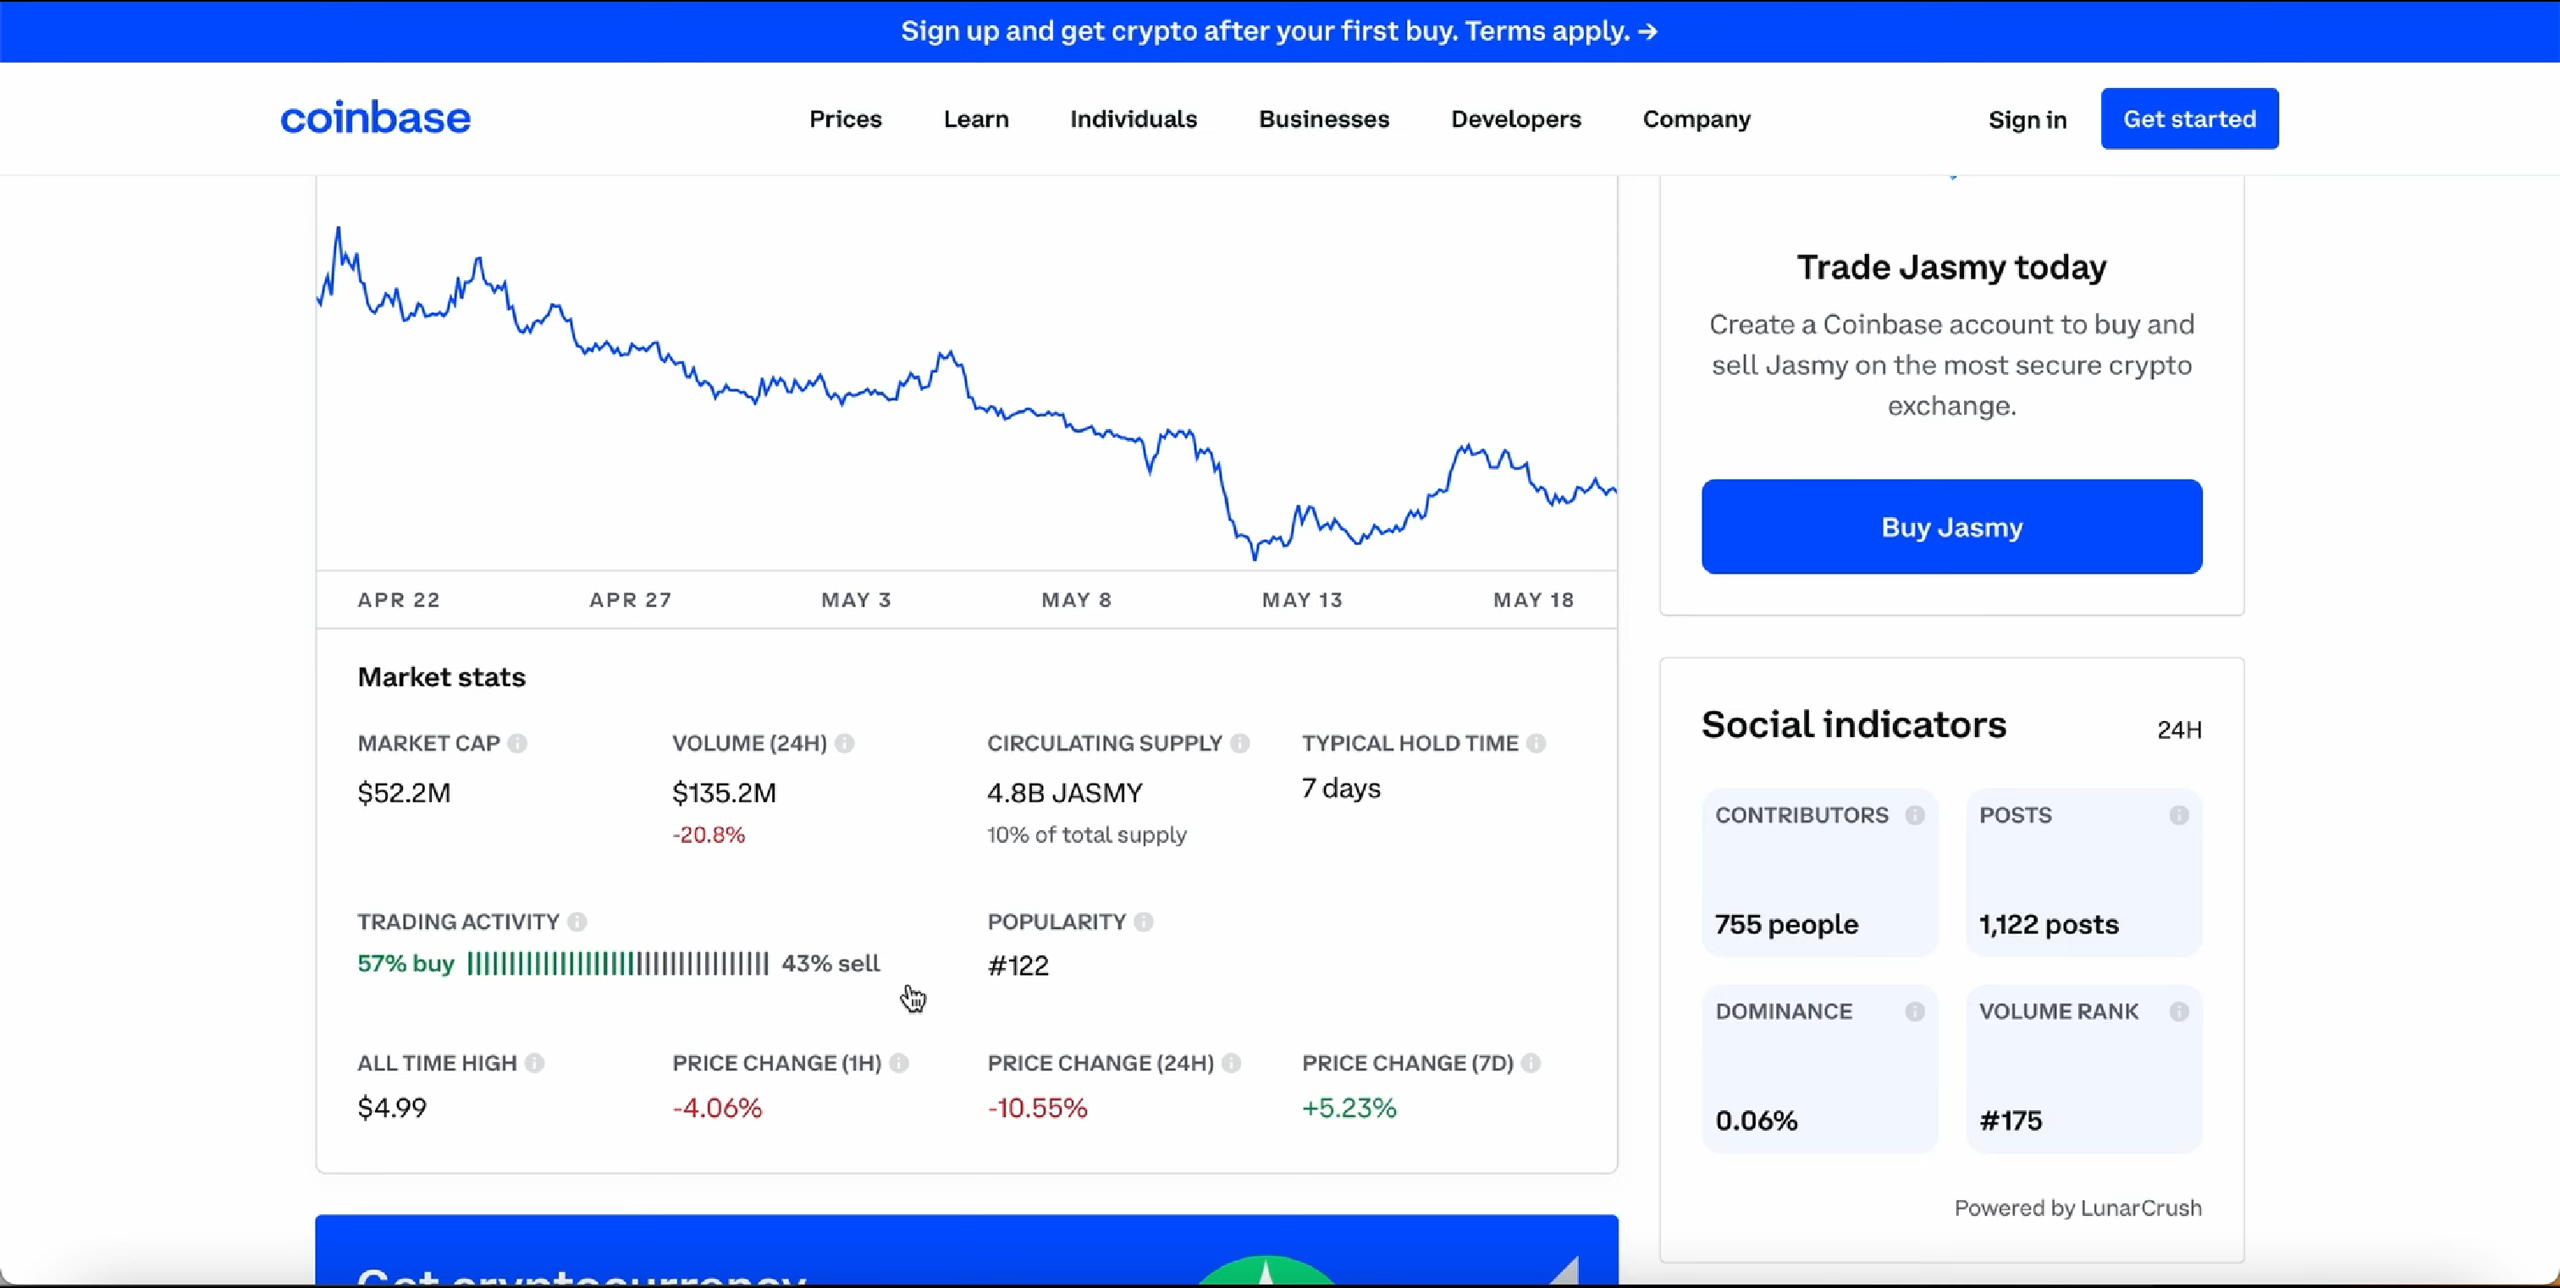 Sign up and get crypto after your first buy. Terms apply. →
coinbase
Prices
Learn
Individuals
Businesses
Developers
Company
Sign in
Get started
APR 22
APR 27
MAY 3
MAY 8
MAY 13
MAY 18
Market stats
MARKET CAP
$52.2M
VOLUME (24H)
$135.2M
-20.8%
CIRCULATING SUPPLY
4.8B JASMY
10% of total supply
TYPICAL HOLD TIME
7 days
TRADING ACTIVITY
57% buy
43% sell
POPULARITY
#122
ALL TIME HIGH
$4.99
PRICE CHANGE (1H)
-4.06%
PRICE CHANGE (24H)
-10.55%
PRICE CHANGE (7D)
+5.23%
Get cryptocurrency
Trade Jasmy today
Create a Coinbase account to buy and
sell Jasmy on the most secure crypto
exchange.
Buy Jasmy
Social indicators
24H
CONTRIBUTORS
755 people
POSTS
1,122 posts
DOMINANCE
0.06%
VOLUME RANK
#175
Powered by LunarCrush